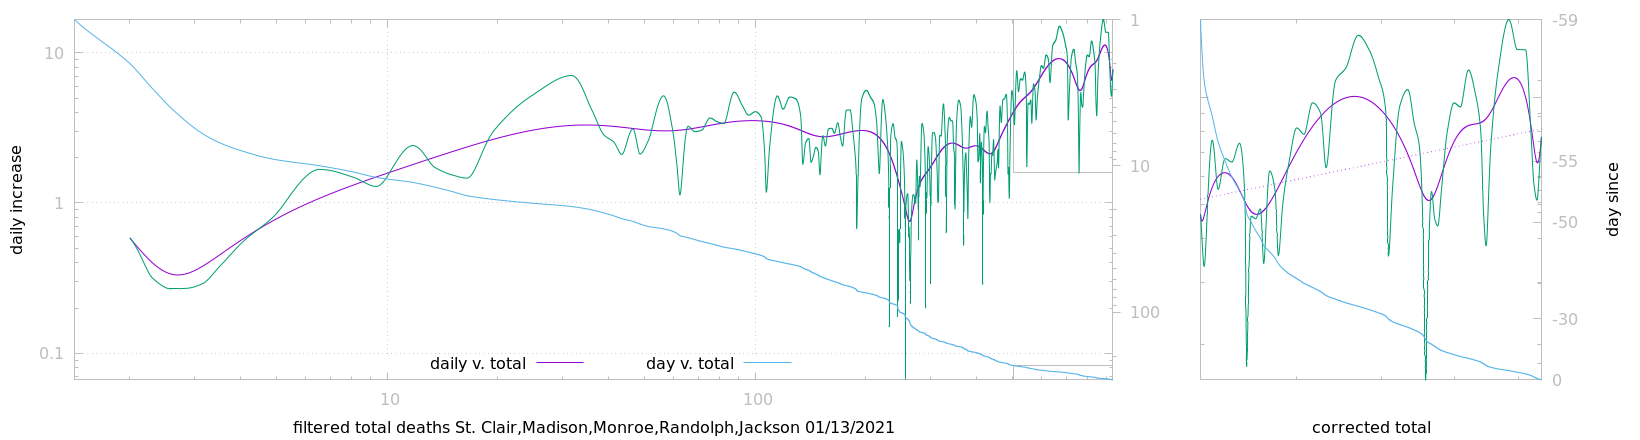 daily increase
10
1
0.1
daily v. total
day v. total
10
100
1
10
100
filtered total deaths St. Clair,Madison,Monroe,Randolph,Jackson 01/13/2021
-59
-55
-50
-30
0
day since
corrected total